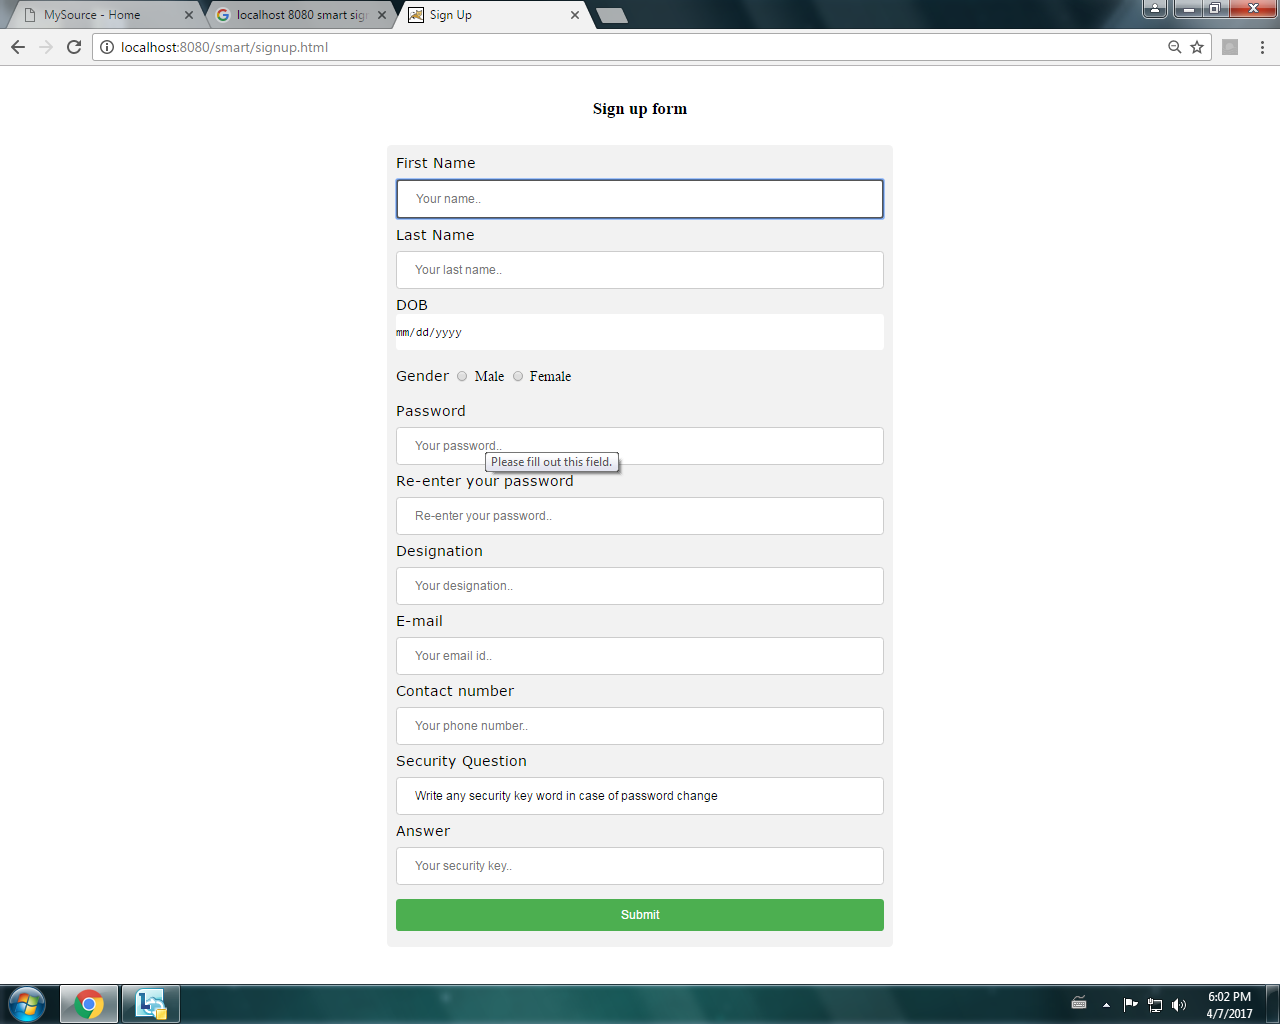 MySource - Home
localhost 8080 smart sig
Sign Up
localhost:8080/smart/signup.html
Sign up form
First Name
Your name..
Last Name
Your last name..
DOB
mm/dd/yyyy
Gender Male Female
Password
Your password..
Please fill out this field.
Re-enter your password
Re-enter your password..
Designation
Your designation..
E-mail
Your email id..
Contact number
Your phone number..
Security Question
Write any security key word in case of password change
Answer
Your security key..
Submit
6:02 PM
4/7/2017